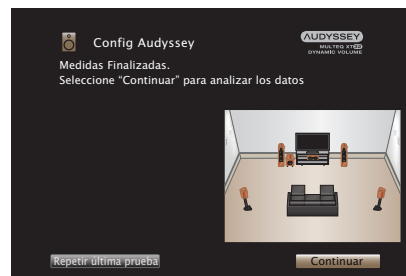 Config Audyssey
AUDYSSEY
MULTEQ XT32
DYNAMIC VOLUME
Medidas Finalizadas.
Seleccione “Continuar” para analizar los datos
Repetir última prueba
Continuar